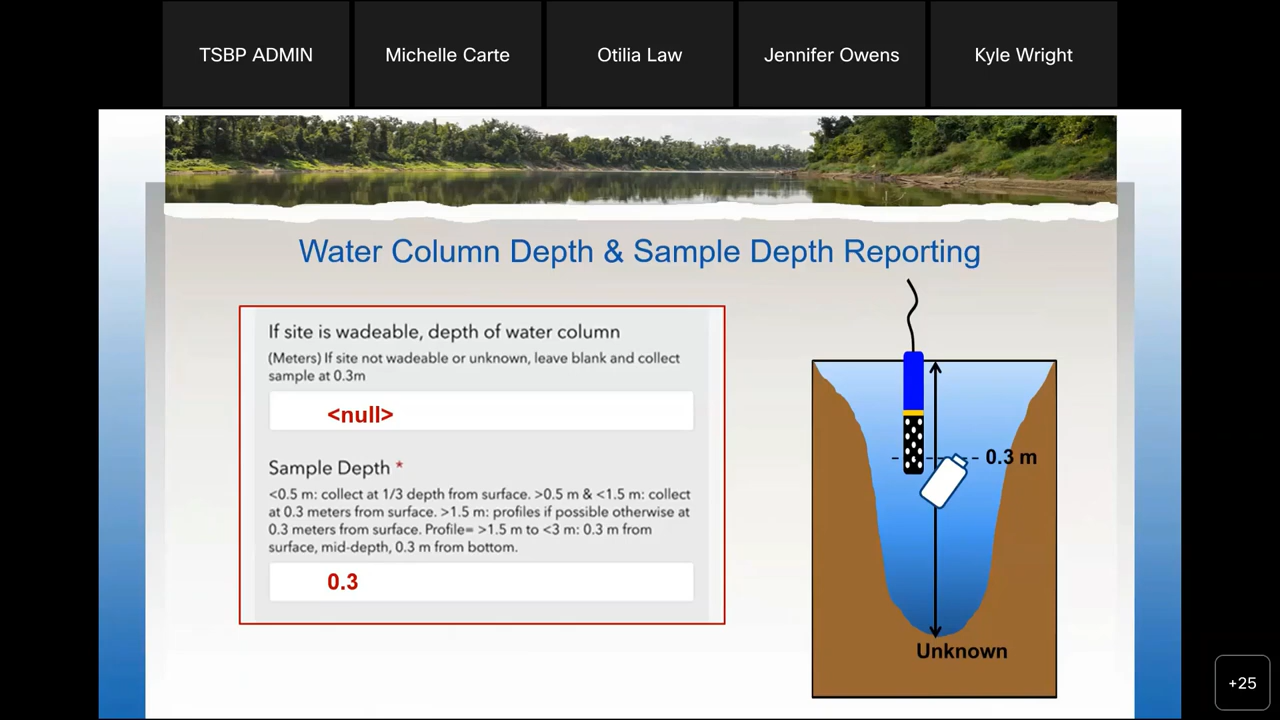 TSBP ADMIN
Michelle Carte
Otilia Law
Jennifer Owens
Kyle Wright
Water Column Depth & Sample Depth Reporting
If site is wadeable, depth of water column
(Meters) If site not wadeable or unknown, leave blank and collect
sample at 0.3m
<null>
Sample Depth *
<0.5 m: collect at 1/3 depth from surface. >0.5 m & <1.5 m: collect
at 0.3 meters from surface. >1.5 m: profiles if possible otherwise at
0.3 meters from surface. Profile= >1.5 m to <3 m: 0.3 m from
surface, mid-depth, 0.3 m from bottom.
0.3
0.3 m
Unknown
+25